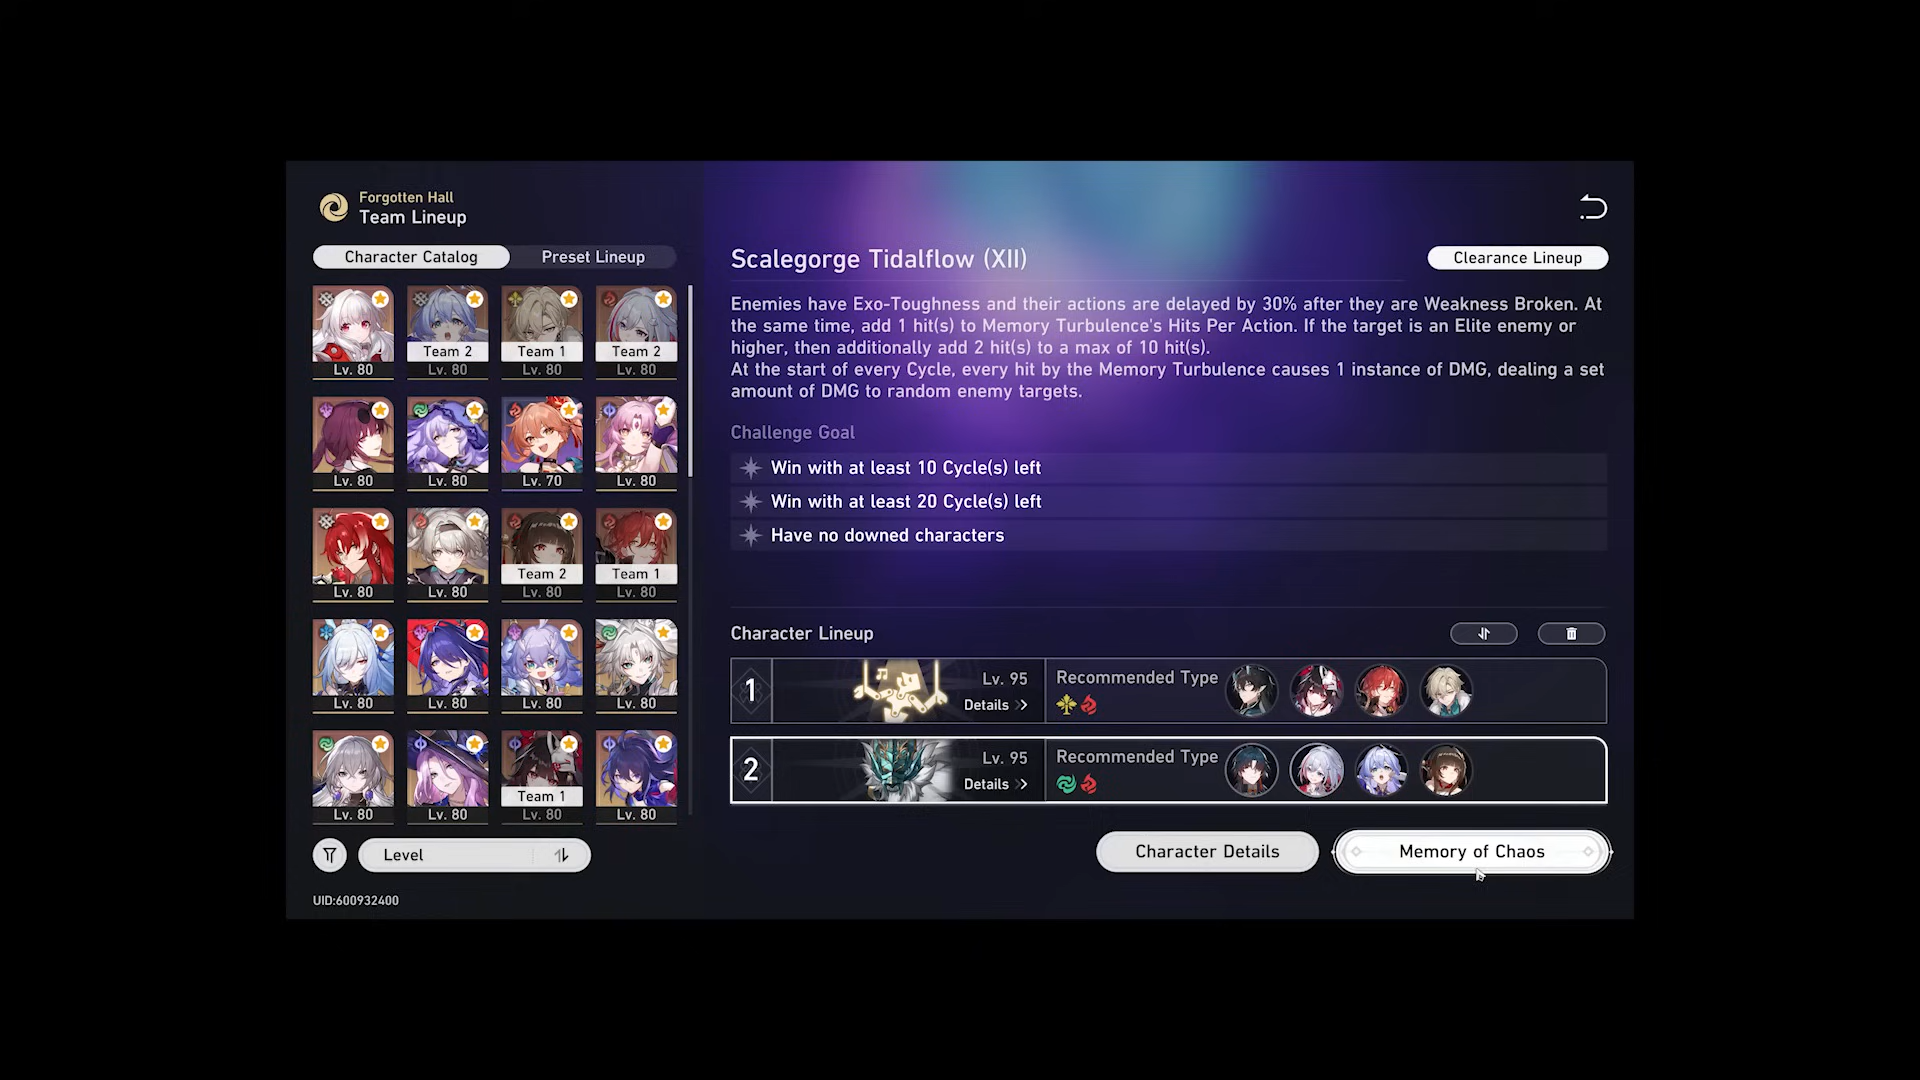 Forgotten Hall
Team Lineup
Character Catalog
Preset Lineup
Lv. 80
Team 2
Lv. 80
Team 1
Lv. 80
Team 2
Lv. 80
Lv. 80
Lv. 80
Lv. 70
Lv. 80
Lv. 80
Lv. 80
Team 2
Lv. 80
Team 1
Lv. 80
Lv. 80
Lv. 80
Lv. 80
Lv. 80
Lv. 80
Lv. 80
Team 1
Lv. 80
Lv. 80
Level
UID:600932400
Scalegorge Tidalflow (XII)
Clearance Lineup
Enemies have Exo-Toughness and their actions are delayed by 30% after they are Weakness Broken. At
the same time, add 1 hit(s) to Memory Turbulence's Hits Per Action. If the target is an Elite enemy or
higher, then additionally add 2 hit(s) to a max of 10 hit(s).
At the start of every Cycle, every hit by the Memory Turbulence causes 1 instance of DMG, dealing a set
amount of DMG to random enemy targets.
Challenge Goal
Win with at least 10 Cycle(s) left
Win with at least 20 Cycle(s) left
Have no downed characters
Character Lineup
1
Lv. 95
Details
Recommended Type
2
Lv. 95
Details
Recommended Type
Character Details
Memory of Chaos